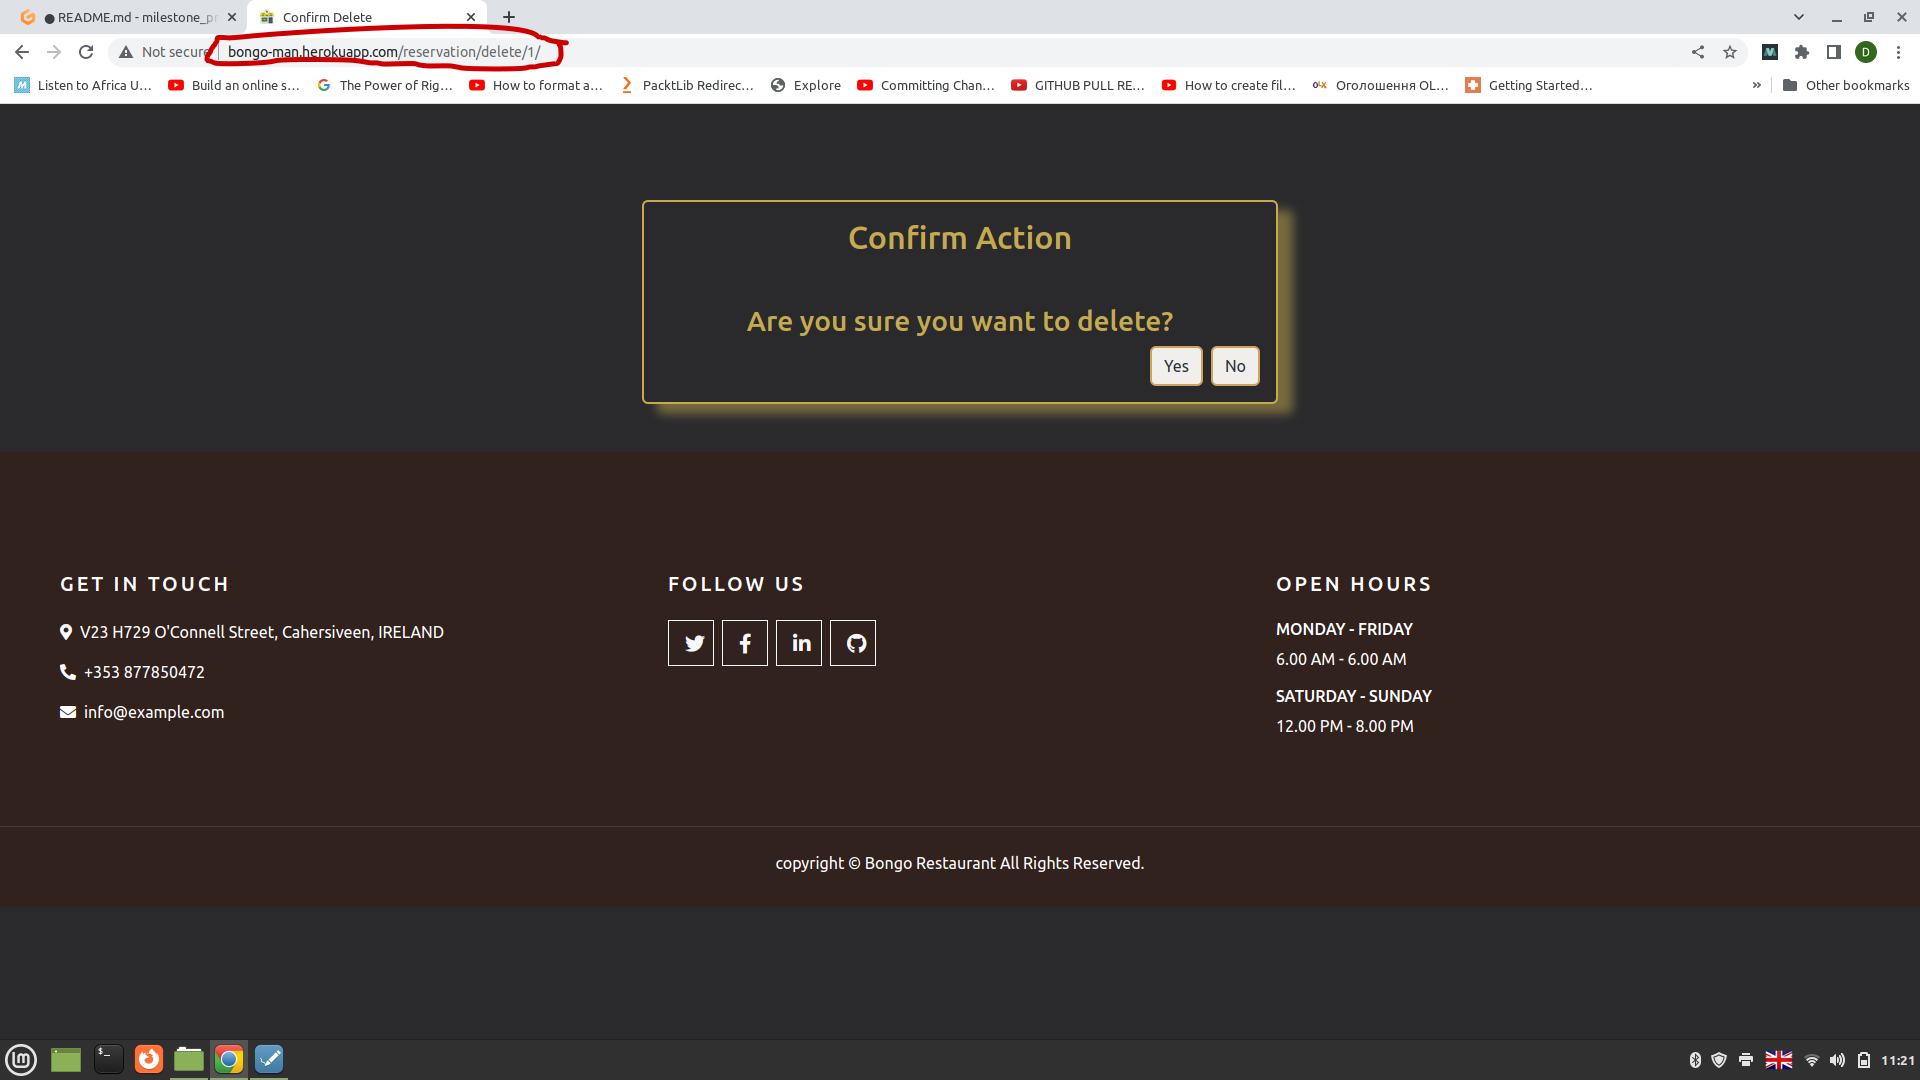 README.md - milestone_pr
Confirm Delete
Not secure
bongo-man.herokuapp.com/reservation/delete/1/
D
Listen to Africa U…
Build an online s…
The Power of Rig…
How to format a…
PacktLib Redirec…
Explore
Committing Chan…
GITHUB PULL RE…
How to create fil…
Оголошення OL…
Getting Started…
»
Other bookmarks
Confirm Action
Are you sure you want to delete?
Yes
No
GET IN TOUCH
V23 H729 O'Connell Street, Cahersiveen, IRELAND
+353 877850472
info@example.com
FOLLOW US
OPEN HOURS
MONDAY - FRIDAY
6.00 AM - 6.00 AM
SATURDAY - SUNDAY
12.00 PM - 8.00 PM
copyright © Bongo Restaurant All Rights Reserved.
11:21